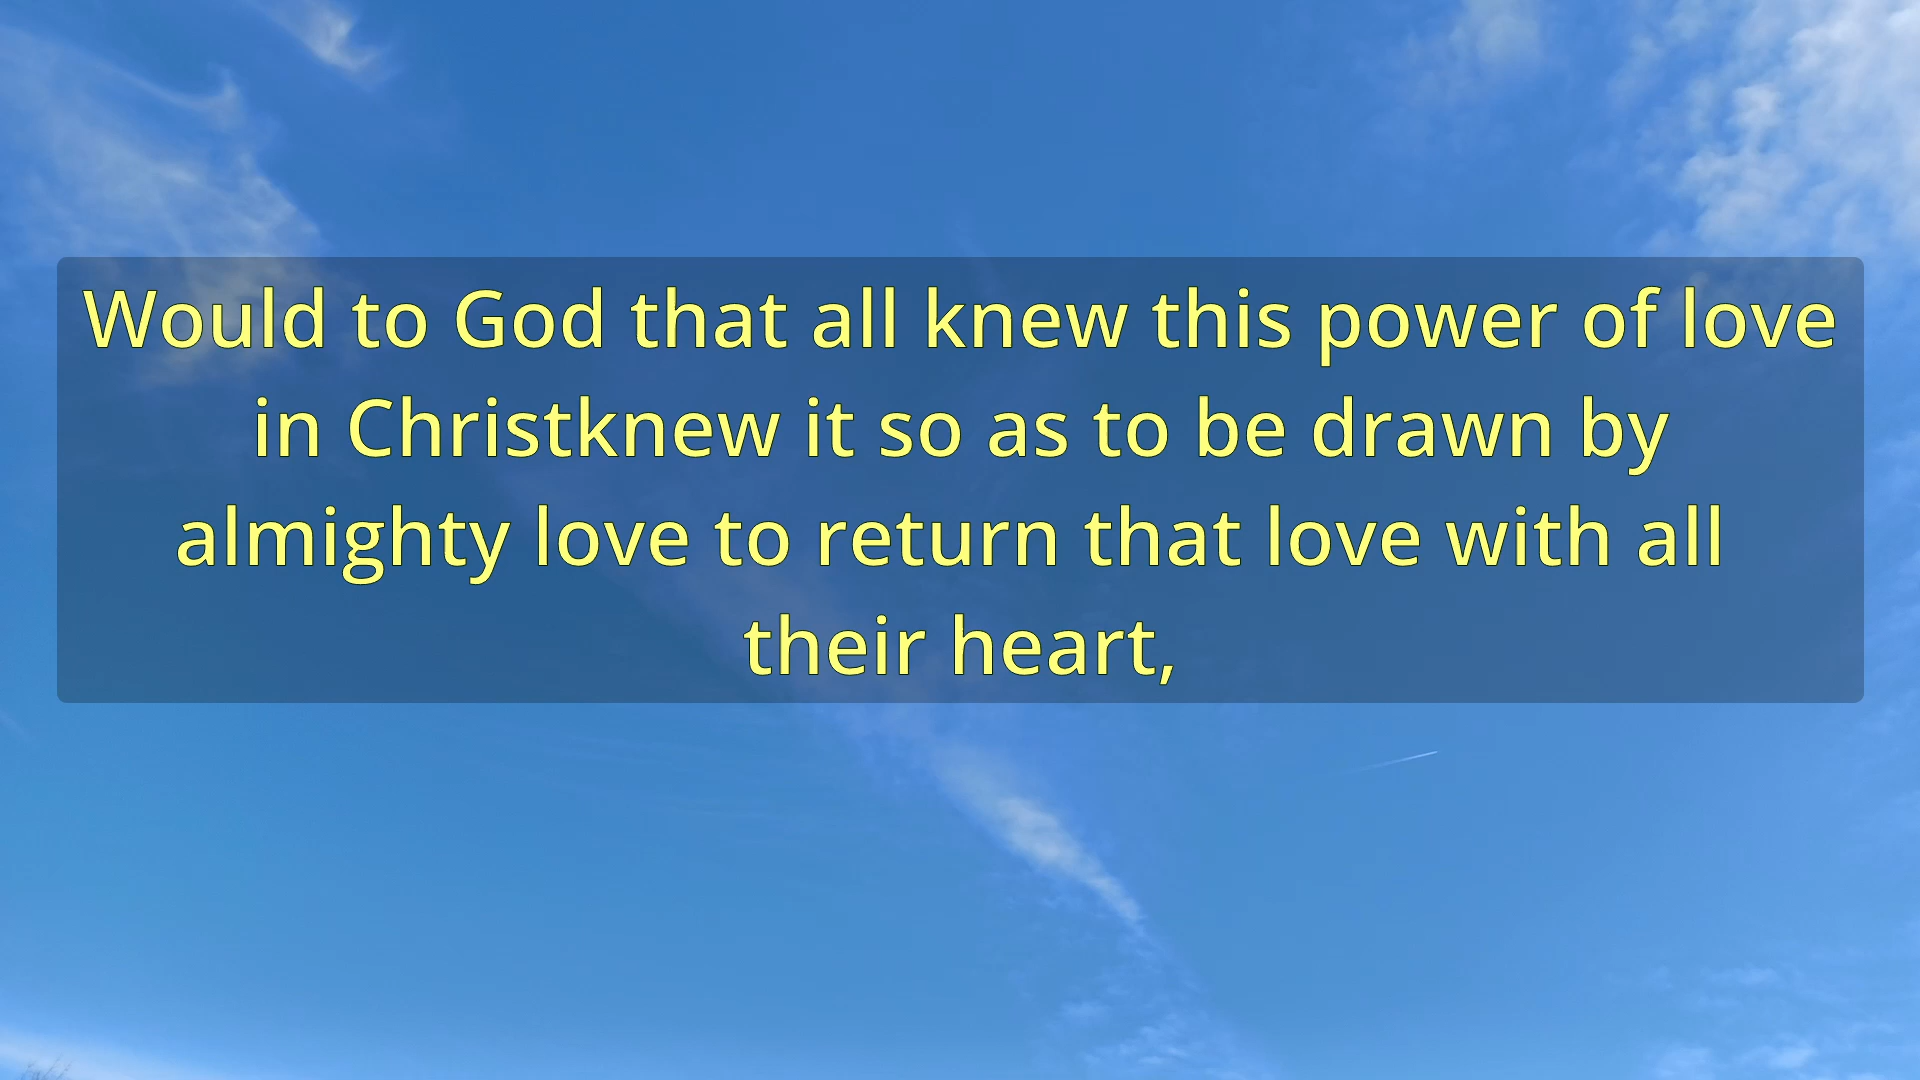 Would to God that all knew this power of love
in Christknew it so as to be drawn by
almighty love to return that love with all
their heart,